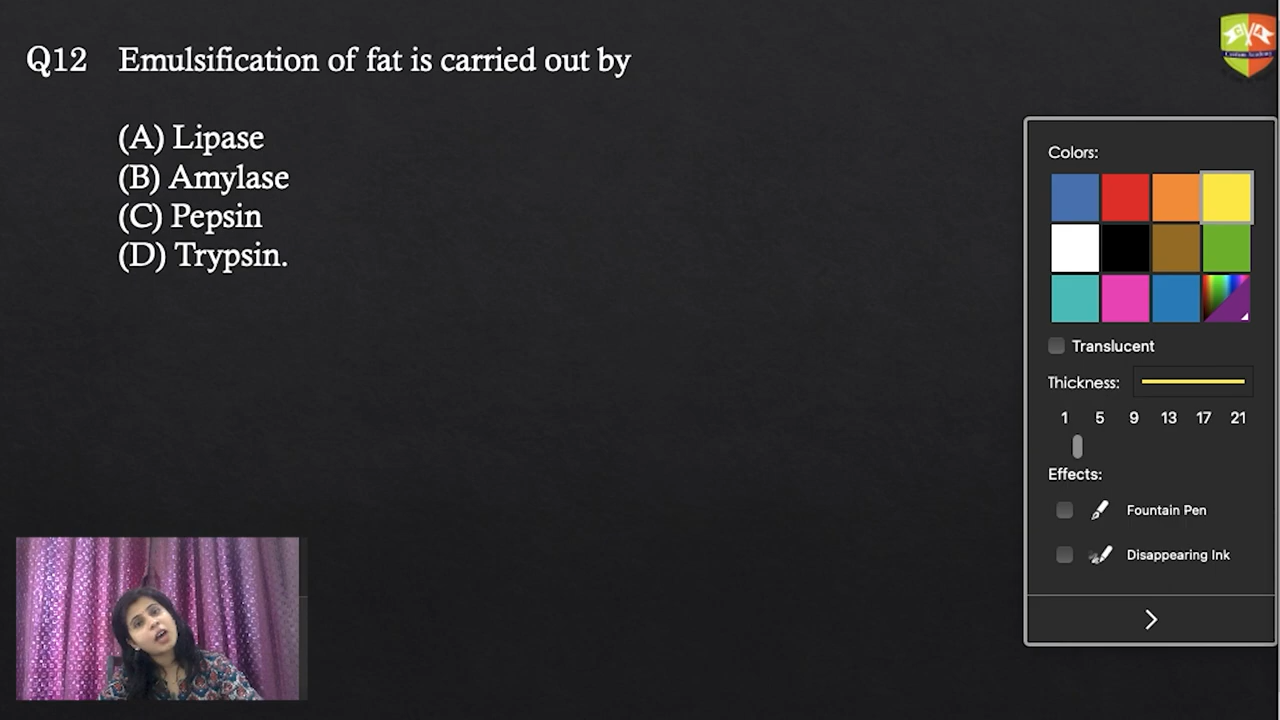 Q12 Emulsification of fat is carried out by
(A) Lipase
(B) Amylase
(C) Pepsin
(D) Trypsin.
Colors:
Translucent
Thickness:
1 5 9 13 17 21
Effects:
Fountain Pen
Disappearing Ink